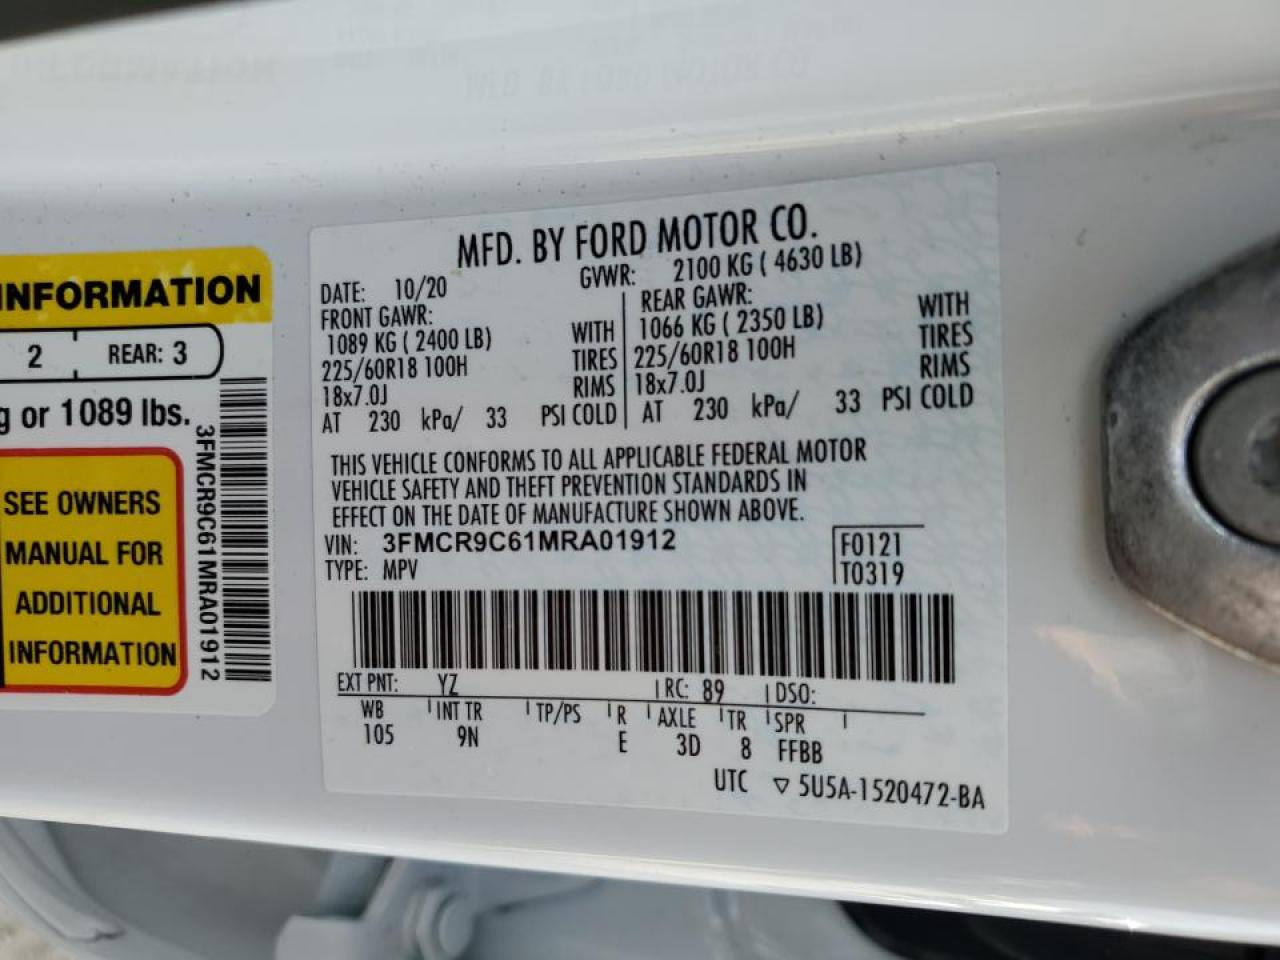 INFORMATION
2 REAR: 3
g or 1089 lbs.
SEE OWNERS
MANUAL FOR
ADDITIONAL
INFORMATION
3FMCR9C61MRA01912
MFD. BY FORD MOTOR CO.
DATE: 10/20 GVWR: 2100 KG ( 4630 LB)
FRONT GAWR:
1089 KG ( 2400 LB) WITH
225/60R18 100H TIRES
18x7.0J RIMS
AT 230 kPa/ 33 PSI COLD
REAR GAWR: WITH
1066 KG ( 2350 LB) TIRES
225/60R18 100H RIMS
18x7.0J
AT 230 kPa/ 33 PSI COLD
THIS VEHICLE CONFORMS TO ALL APPLICABLE FEDERAL MOTOR
VEHICLE SAFETY AND THEFT PREVENTION STANDARDS IN
EFFECT ON THE DATE OF MANUFACTURE SHOWN ABOVE.
VIN: 3FMCR9C61MRA01912 F0121
TYPE: MPV T0319
EXT PNT: YZ RC: 89 DSO:
WB INT TR TP/PS R AXLE TR SPR
105 9N E 3D 8 FFBB
UTC ▽ 5U5A-1520472-BA